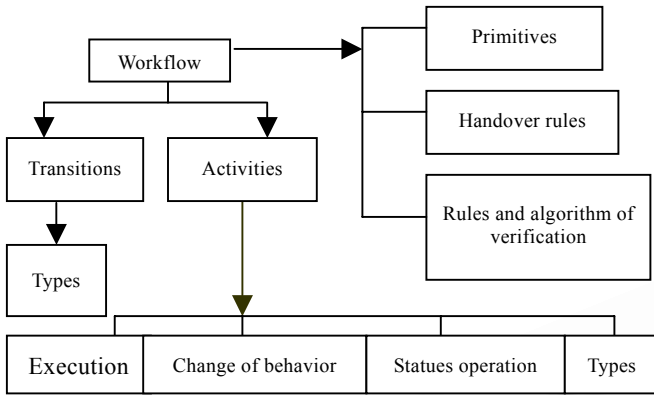 Primitives
Workflow
Handover rules
Transitions
Activities
Rules and algorithm of
verification
Types
Execution
Change of behavior
Statues operation
Types